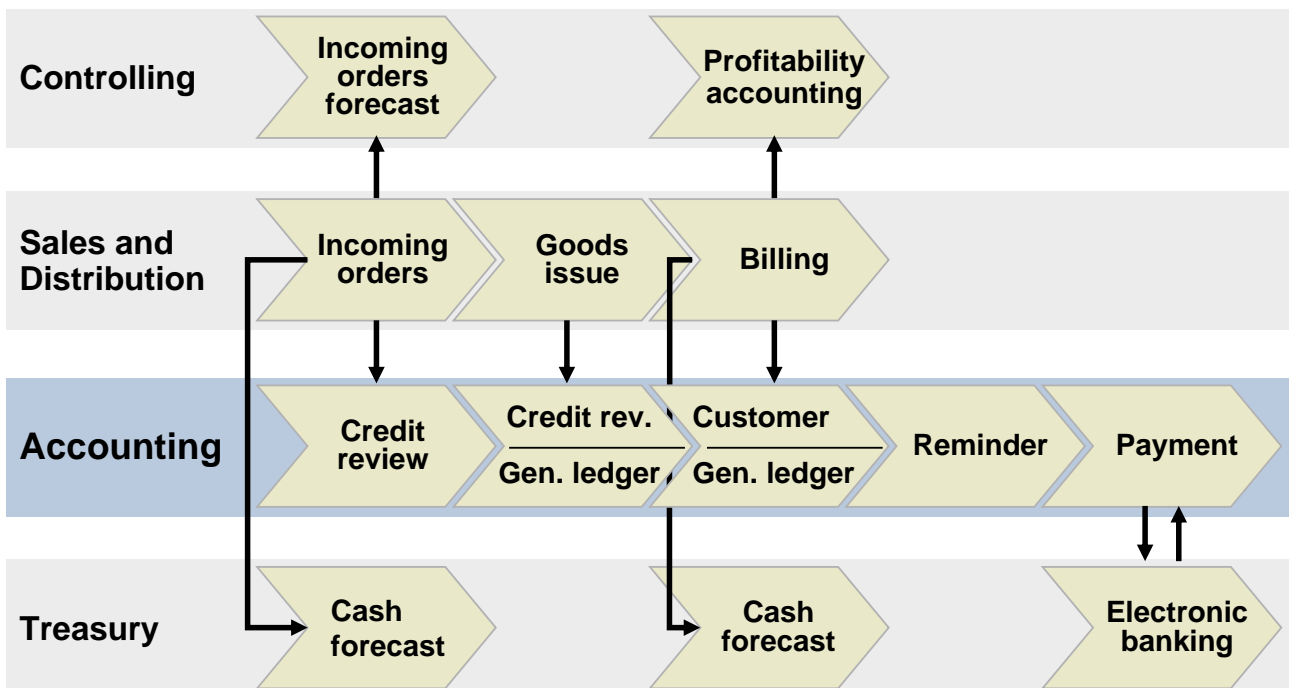 Controlling
Incoming
orders
forecast
Profitability
accounting
Sales and
Distribution
Incoming
orders
Goods
issue
Billing
Accounting
Credit
review
Credit rev.
Gen. ledger
Customer
Gen. ledger
Reminder
Payment
Treasury
Cash
forecast
Cash
forecast
Electronic
banking